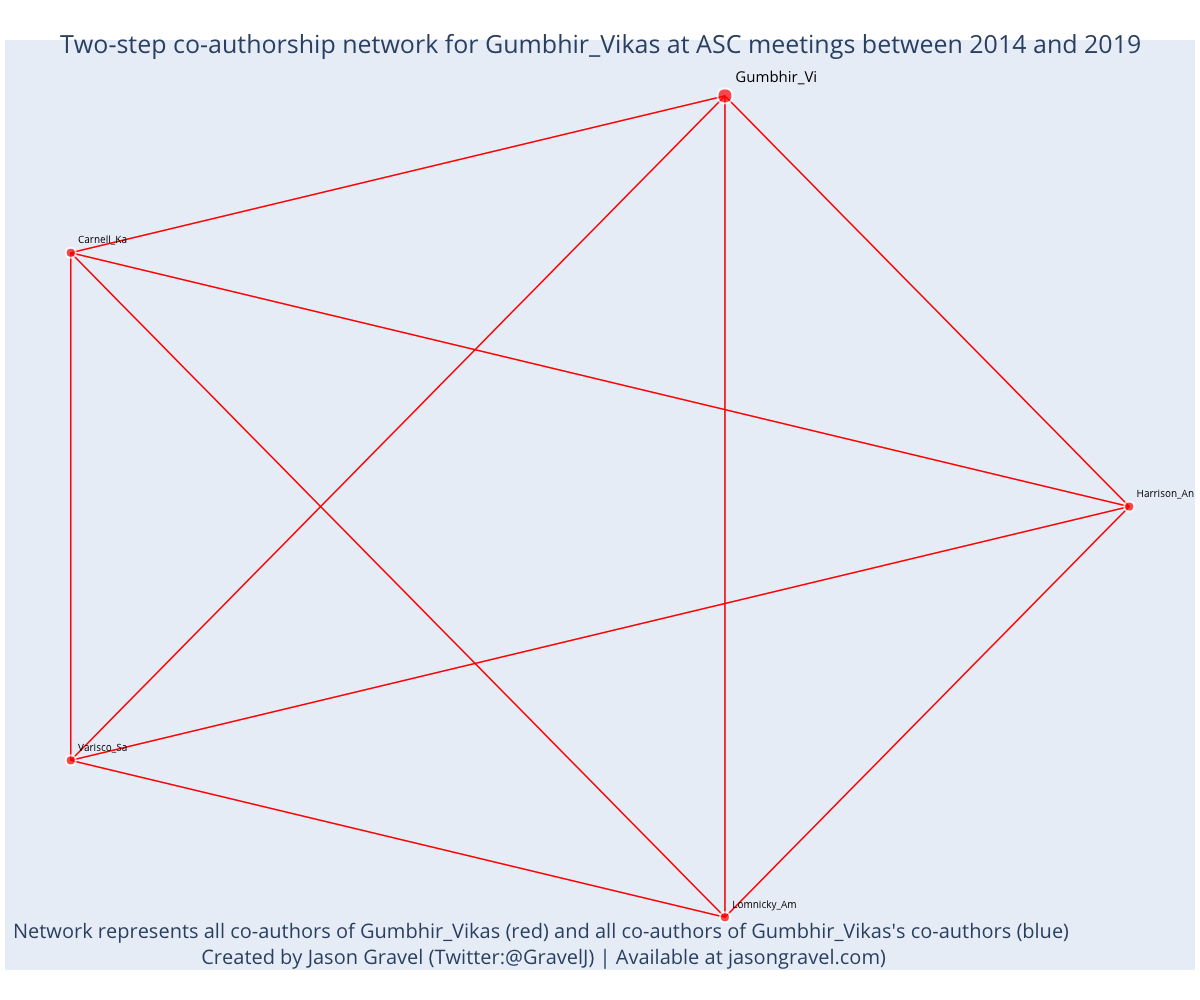 Two-step co-authorship network for Gumbhir_Vikas at ASC meetings between 2014 and 2019
Gumbhir_Vi
Carnell_Ka
Harrison_An
Varisco_Sa
Lomnicky_Am
Network represents all co-authors of Gumbhir_Vikas (red) and all co-authors of Gumbhir_Vikas's co-authors (blue)
Created by Jason Gravel (Twitter:@GravelJ) | Available at jasongravel.com)